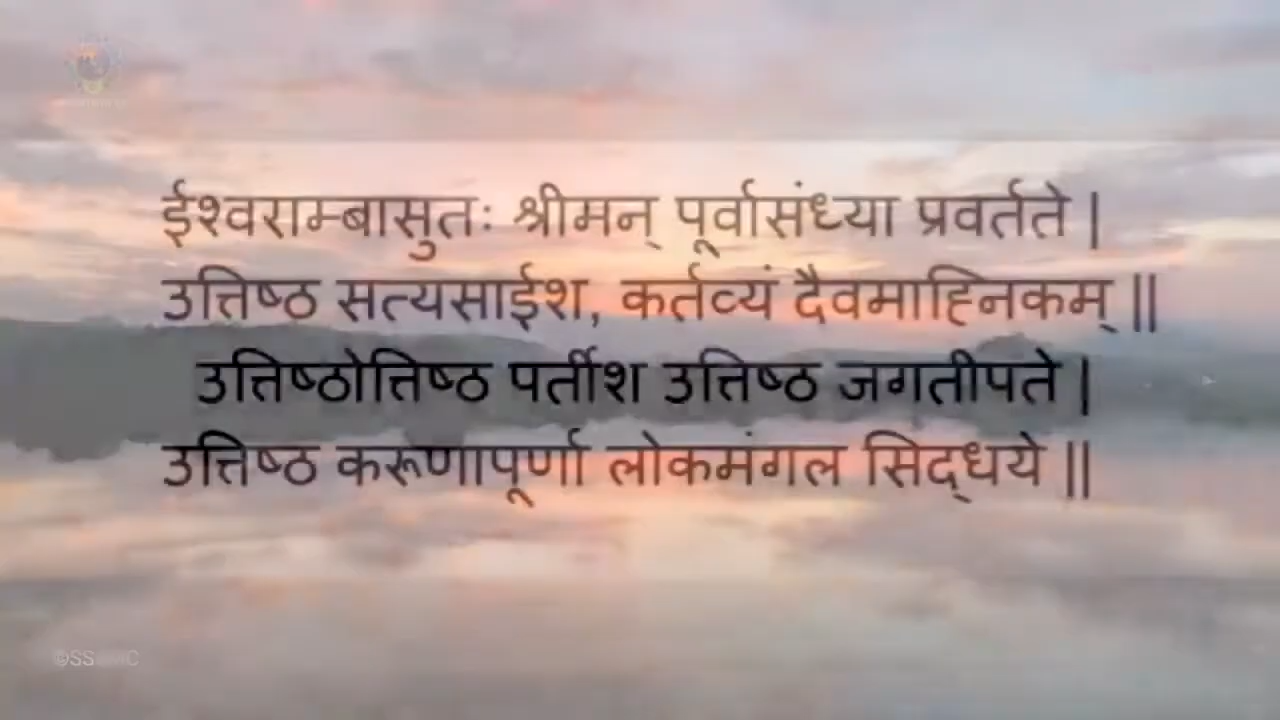 ईश्वराम्बासुतः श्रीमन् पूर्वासंध्या प्रवर्तते |
उत्तिष्ठ सत्यसाईश, कर्तव्यं दैवमाह्निकम् ||
उत्तिष्ठोत्तिष्ठ पर्तीश उत्तिष्ठ जगतीपते |
उत्तिष्ठ करूणापूर्णा लोकमंगल सिद्धये ||